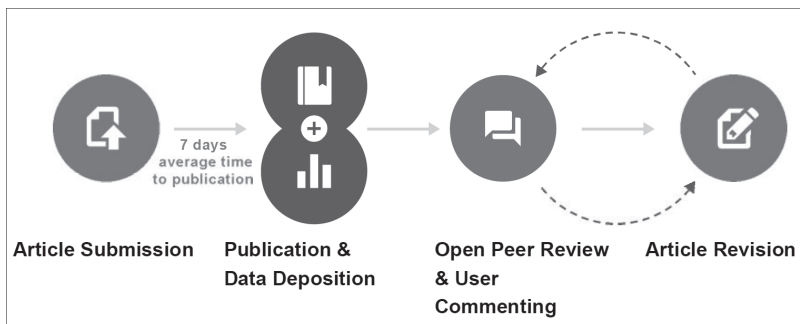 7 days
average time
to publication
Article Submission
Publication &
Data Deposition
Open Peer Review
& User
Commenting
Article Revision